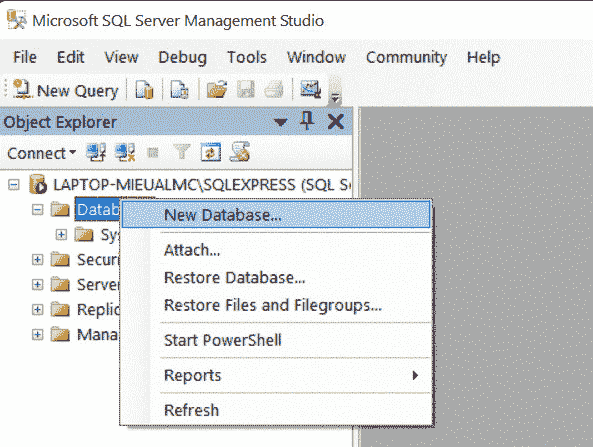 Microsoft SQL Server Management Studio
File Edit View Debug Tools Window Community Help
New Query
Object Explorer
Connect
LAPTOP-MIEUALMC\SQLEXPRESS (SQL S
Datab
New Database...
Sys
Attach...
Securi
Restore Database...
Server
Restore Files and Filegroups...
Replic
Mana
Start PowerShell
Reports
Refresh